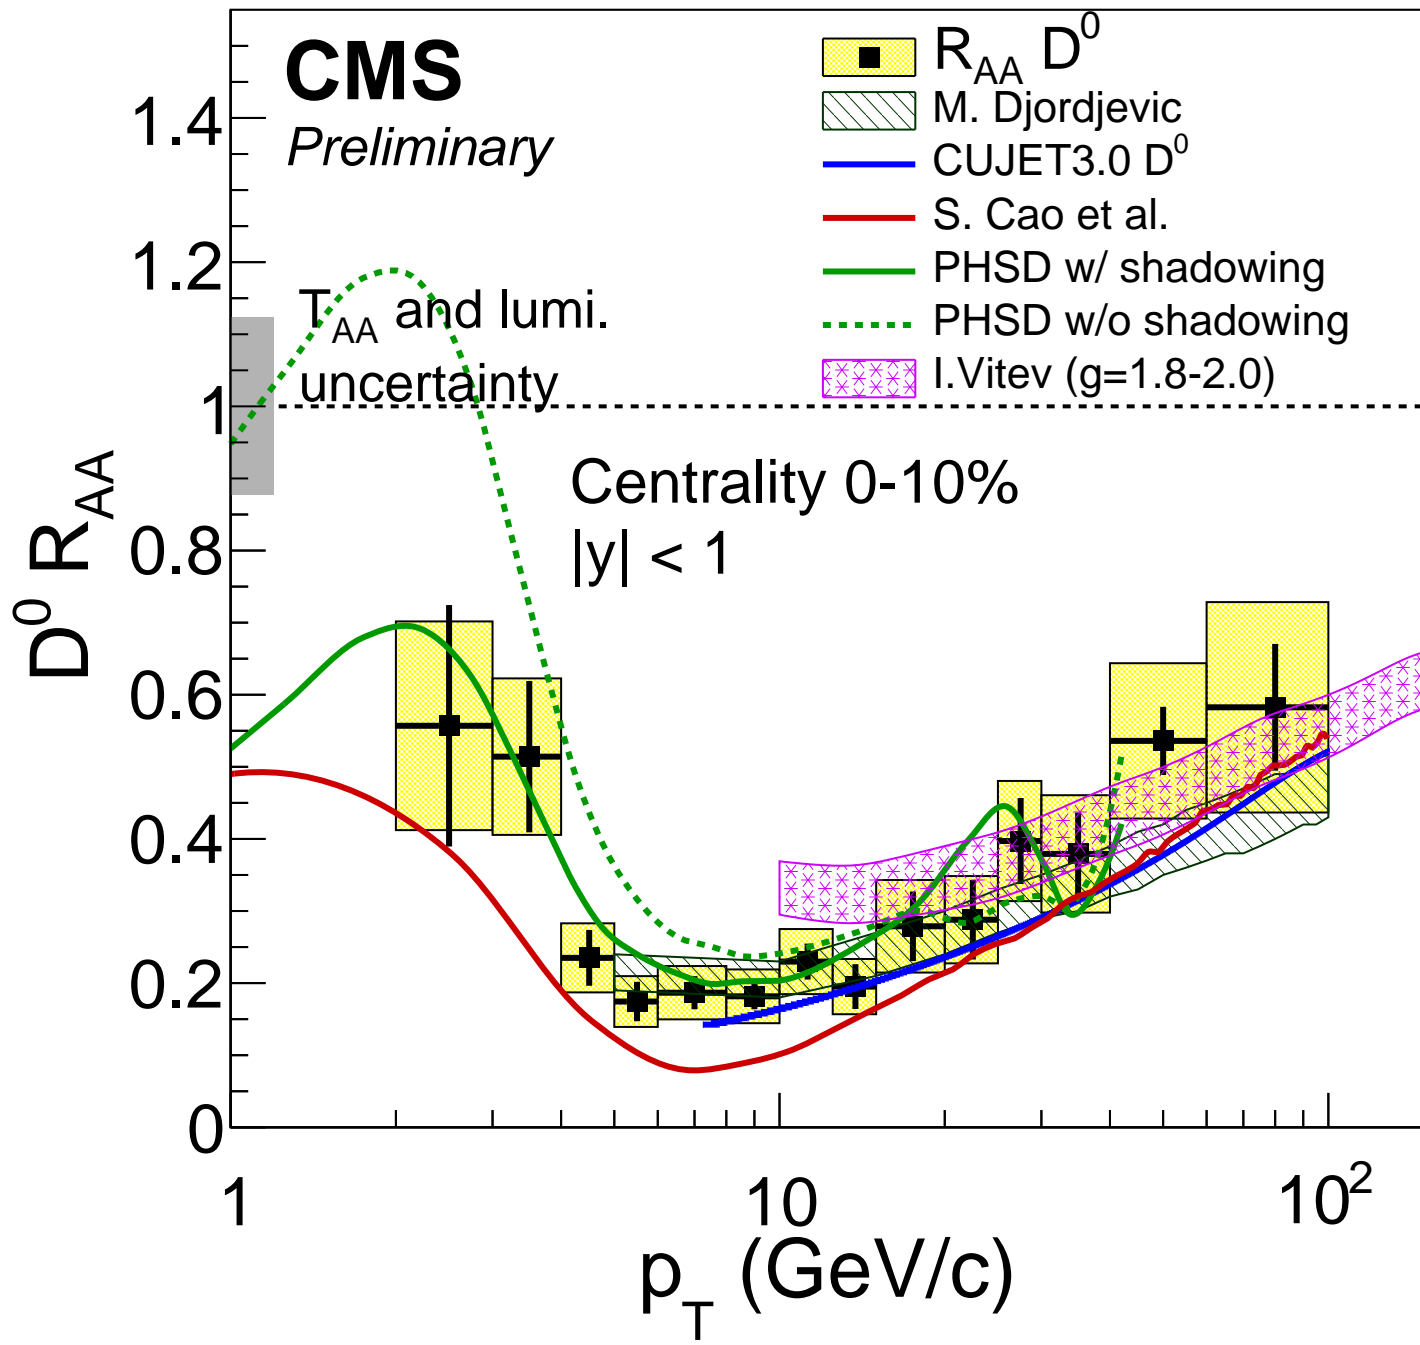 CMS
Preliminary
R_AA D^0
M. Djordjevic
CUJET3.0 D^0
S. Cao et al.
PHSD w/ shadowing
PHSD w/o shadowing
I.Vitev (g=1.8-2.0)
T_AA and lumi.
uncertainty
Centrality 0-10%
|y| < 1
D^0 R_AA
1.4
1.2
1
0.8
0.6
0.4
0.2
0
1
10
10^2
p_T (GeV/c)